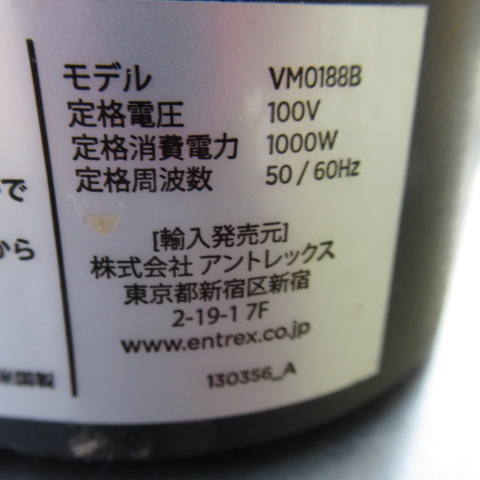 モデル VM0188B
定格電圧 100V
定格消費電力 1000W
定格周波数 50 / 60Hz
で
から
[輸入発売元]
株式会社 アントレックス
東京都新宿区新宿
2-19-1 7F
www.entrex.co.jp
米国製
130356_A